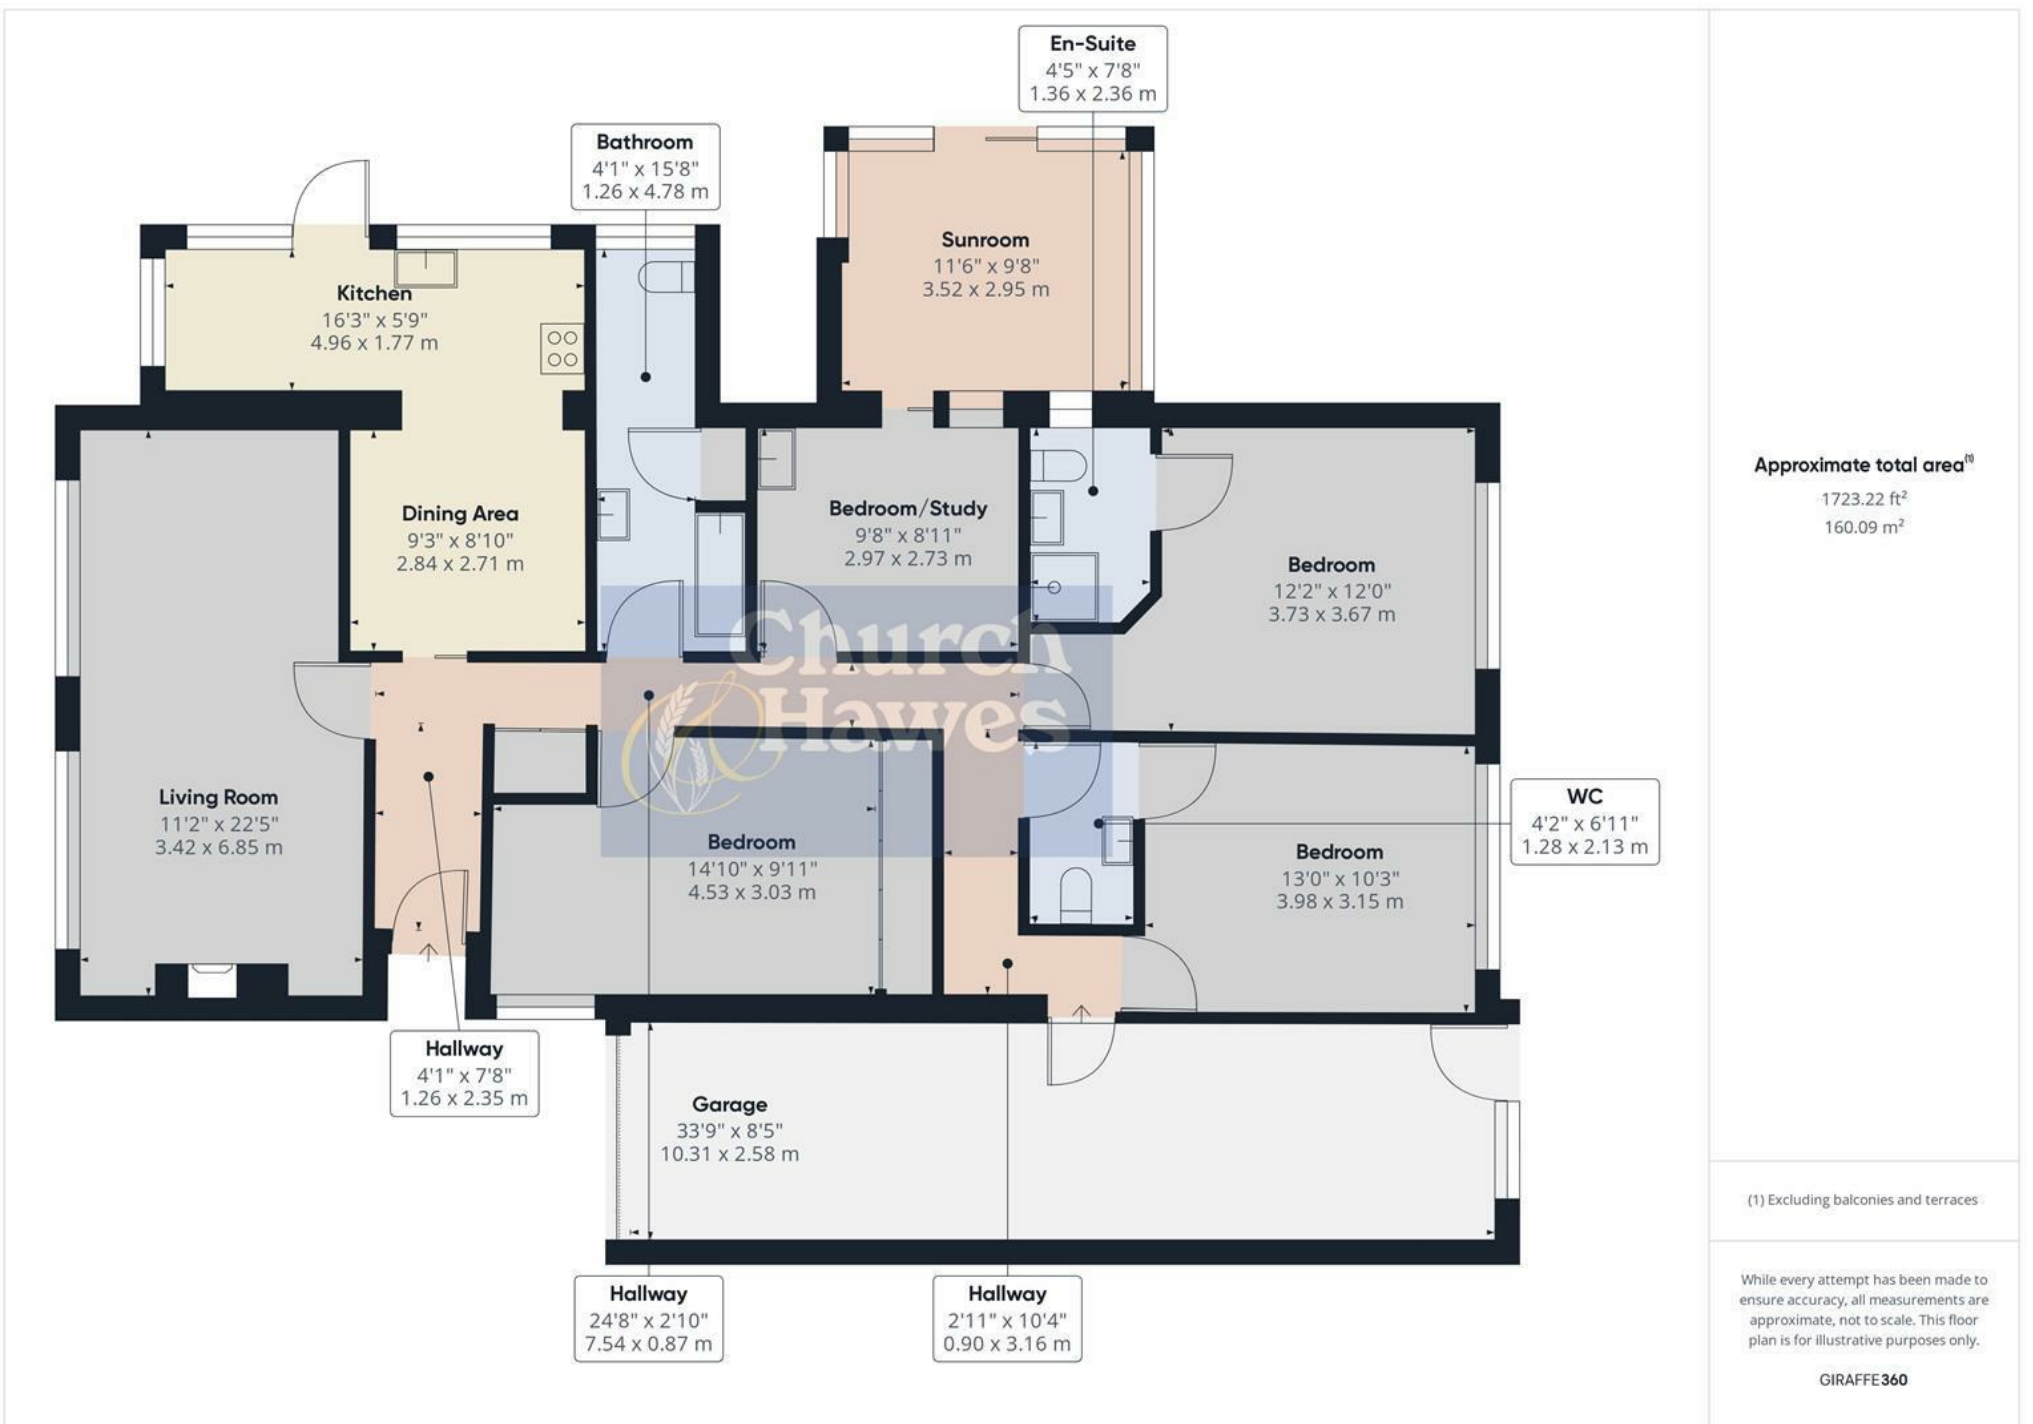 En-Suite
4'5" x 7'8"
1.36 x 2.36 m
Bathroom
4'1" x 15'8"
1.26 x 4.78 m
Sunroom
11'6" x 9'8"
3.52 x 2.95 m
Kitchen
16'3" x 5'9"
4.96 x 1.77 m
Dining Area
9'3" x 8'10"
2.84 x 2.71 m
Bedroom/Study
9'8" x 8'11"
2.97 x 2.73 m
Bedroom
12'2" x 12'0"
3.73 x 3.67 m
Church
& Hawes
Living Room
11'2" x 22'5"
3.42 x 6.85 m
Bedroom
14'10" x 9'11"
4.53 x 3.03 m
WC
4'2" x 6'11"
1.28 x 2.13 m
Bedroom
13'0" x 10'3"
3.98 x 3.15 m
Hallway
4'1" x 7'8"
1.26 x 2.35 m
Garage
33'9" x 8'5"
10.31 x 2.58 m
Hallway
24'8" x 2'10"
7.54 x 0.87 m
Hallway
2'11" x 10'4"
0.90 x 3.16 m
Approximate total area⁽¹⁾
1723.22 ft²
160.09 m²
(1) Excluding balconies and terraces
While every attempt has been made to
ensure accuracy, all measurements are
approximate, not to scale. This floor
plan is for illustrative purposes only.
GIRAFFE360